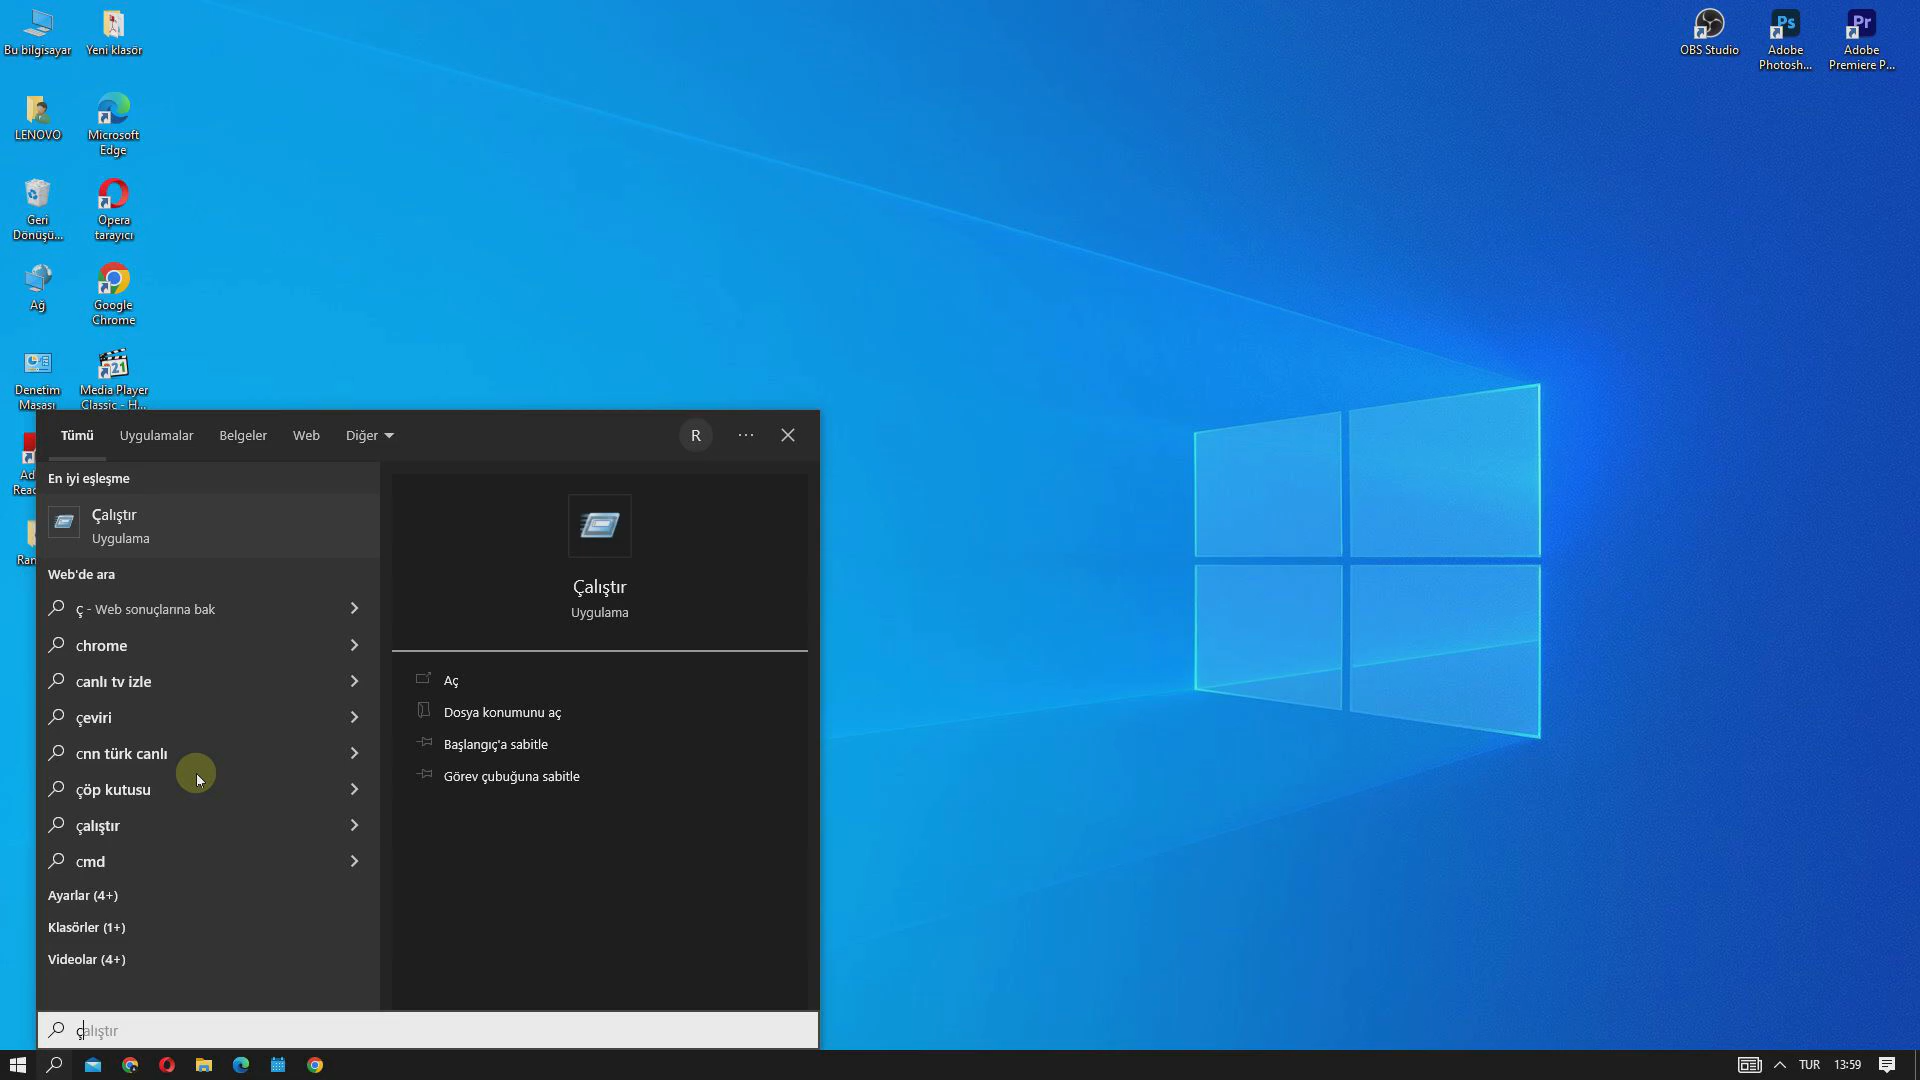 Bu bilgisayar
Yeni klasör
OBS Studio
Adobe
Photosh...
Adobe
Premiere P...
LENOVO
Microsoft
Edge
Geri
Dönüşü...
Opera
tarayıcı
Ağ
Google
Chrome
Denetim
Masası
Media Player
Classic - H...
Tümü
Uygulamalar
Belgeler
Web
Diğer
R
En iyi eşleşme
Çalıştır
Uygulama
Web'de ara
ç - Web sonuçlarına bak
chrome
canlı tv izle
çeviri
cnn türk canlı
çöp kutusu
çalıştır
cmd
Ayarlar (4+)
Klasörler (1+)
Videolar (4+)
Çalıştır
Uygulama
Aç
Dosya konumunu aç
Başlangıç'a sabitle
Görev çubuğuna sabitle
çalıştır
TUR
13:59